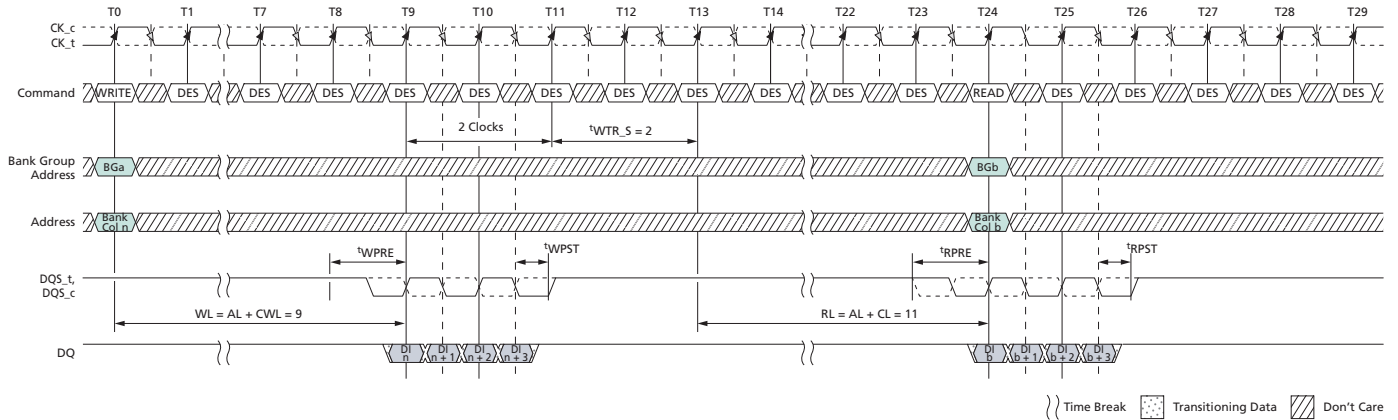 T0 T1 T7 T8 T9 T10 T11 T12 T13 T14 T22 T23 T24 T25 T26 T27 T28 T29
CK_c
CK_t
Command WRITE DES DES DES DES DES DES DES DES DES DES DES READ DES DES DES DES DES
2 Clocks tWTR_S = 2
Bank Group
Address BGa BGb
Address Bank
Col n Bank
Col b
tWPRE tWPST tRPRE tRPST
DQS_t,
DQS_c
WL = AL + CWL = 9 RL = AL + CL = 11
DQ DI
n DI
n + 1 DI
n + 2 DI
n + 3 DI
b DI
b + 1 DI
b + 2 DI
b + 3
Time Break Transitioning Data Don't Care